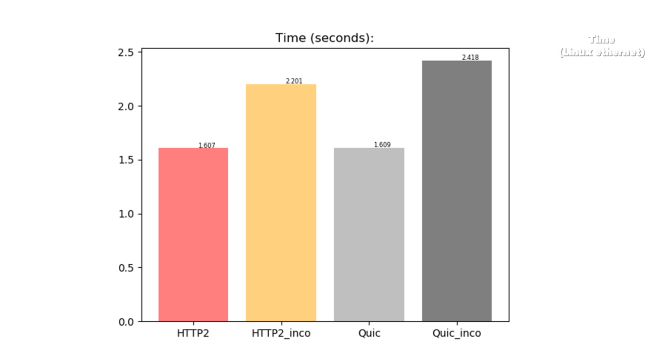 Time (seconds):
Time
(Linux ethernet)
2.5
2.0
1.5
1.0
0.5
0.0
1.607
2.201
1.609
2.418
HTTP2
HTTP2_inco
Quic
Quic_inco